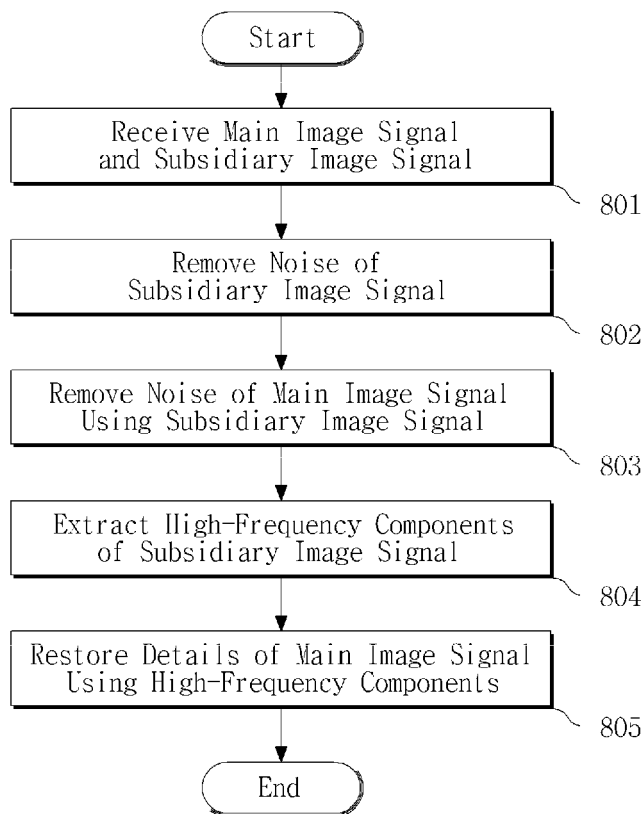 Start
Receive Main Image Signal
and Subsidiary Image Signal
801
Remove Noise of
Subsidiary Image Signal
802
Remove Noise of Main Image Signal
Using Subsidiary Image Signal
803
Extract High-Frequency Components
of Subsidiary Image Signal
804
Restore Details of Main Image Signal
Using High-Frequency Components
805
End